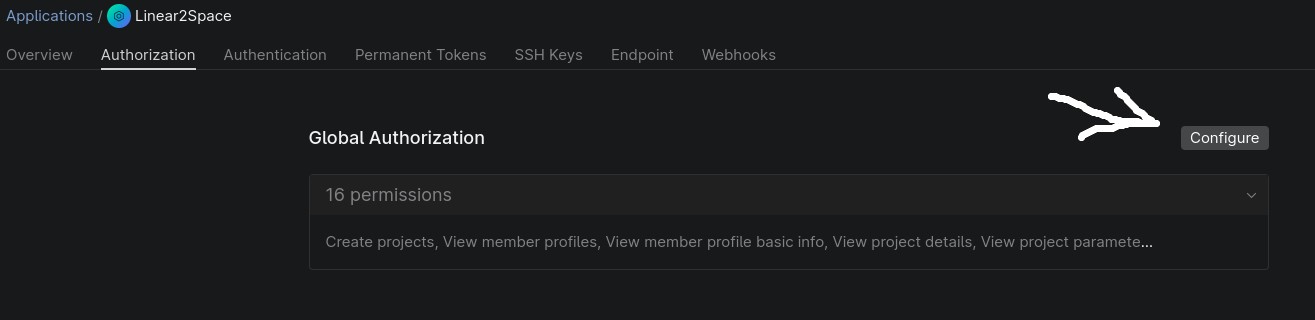 Applications / Linear2Space
Overview Authorization Authentication Permanent Tokens SSH Keys Endpoint Webhooks
Global Authorization Configure
16 permissions
Create projects, View member profiles, View member profile basic info, View project details, View project paramete...